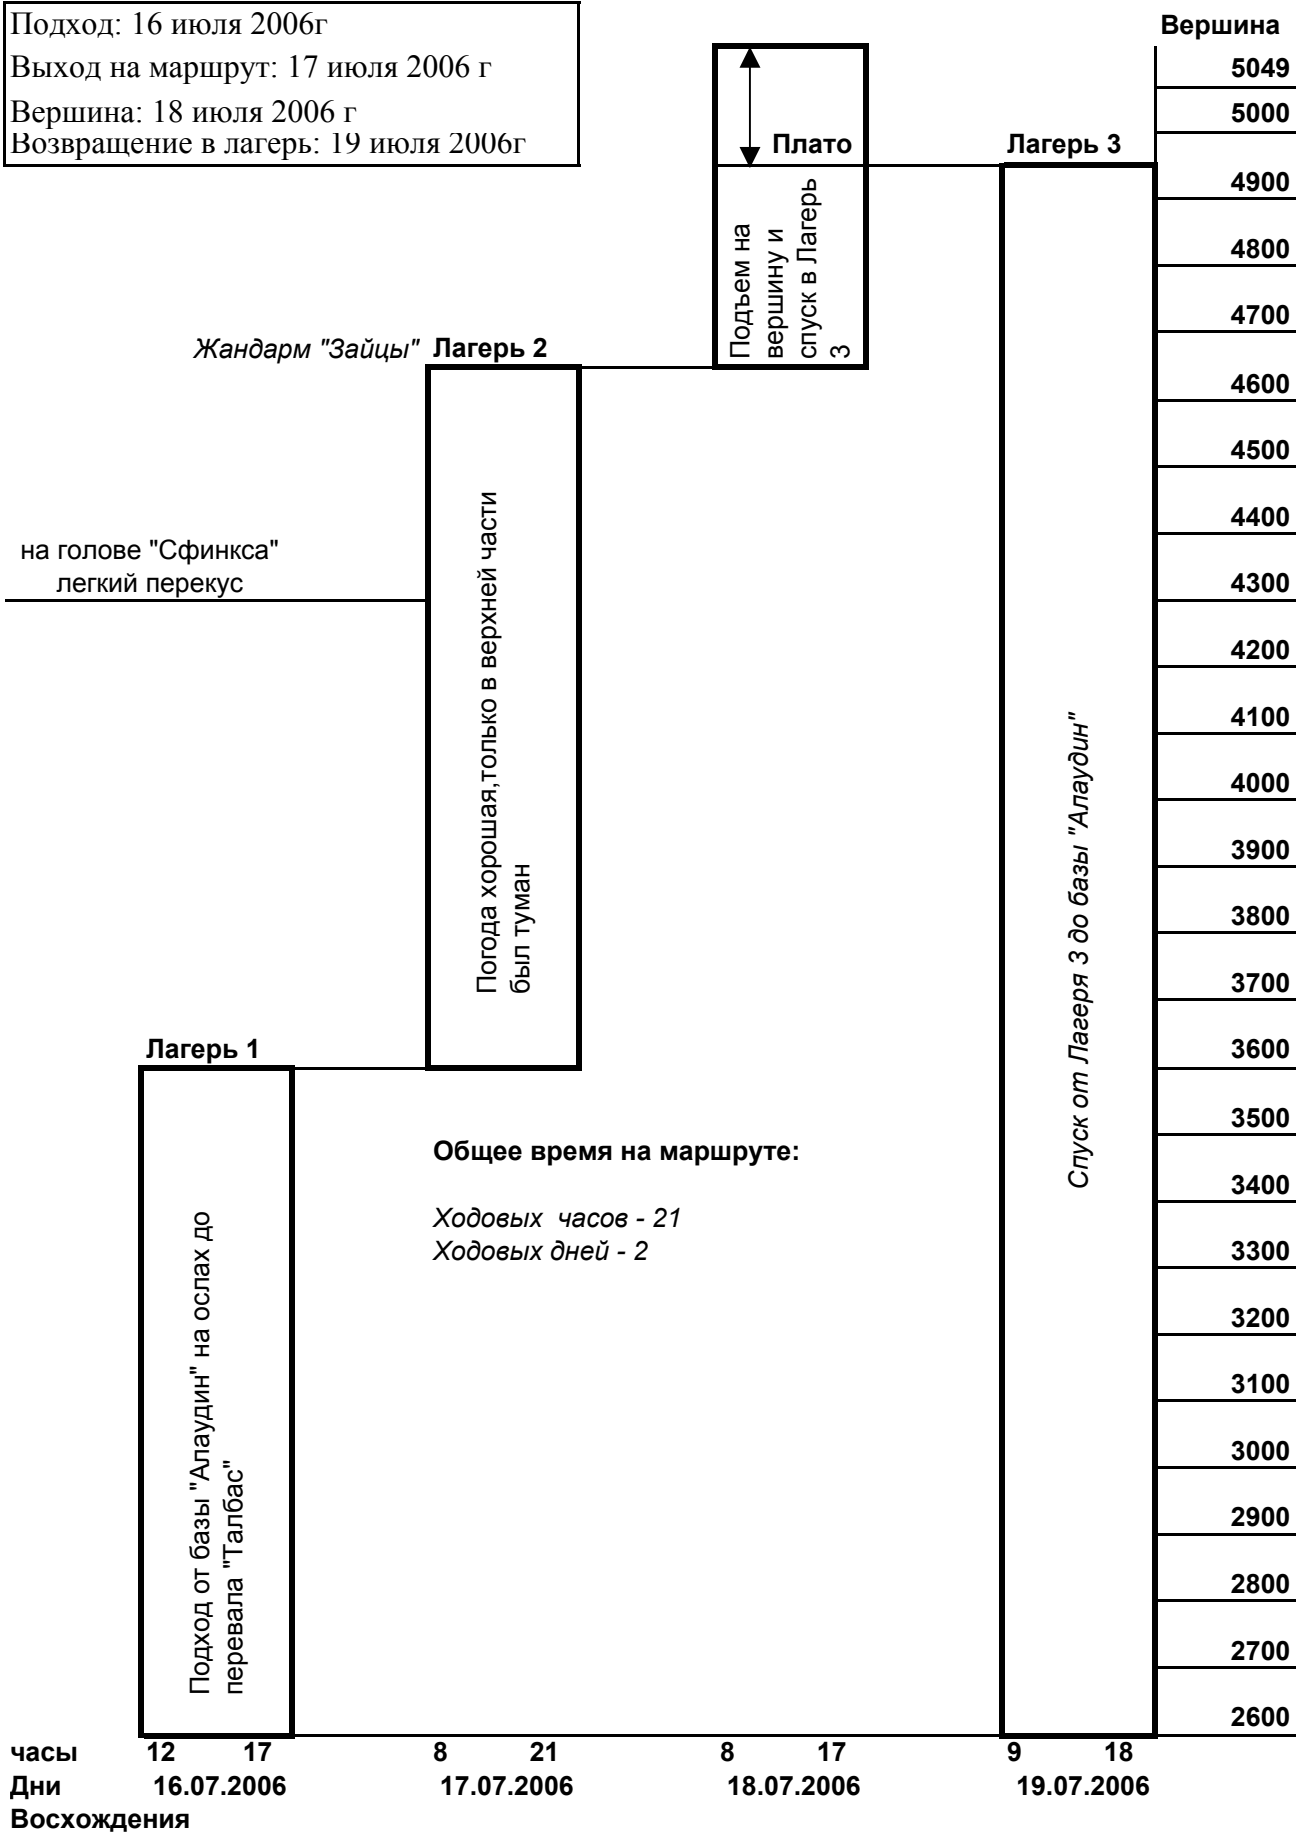 Подход: 16 июля 2006г
Выход на маршрут: 17 июля 2006 г
Вершина: 18 июля 2006 г
Возвращение в лагерь: 19 июля 2006г
Вершина
5049
5000
4900
4800
4700
4600
4500
4400
4300
4200
4100
4000
3900
3800
3700
3600
3500
3400
3300
3200
3100
3000
2900
2800
2700
2600
Плато
Лагерь 3
Подъем на
вершину и
спуск в Лагерь
3
Жандарм "Зайцы"
Лагерь 2
на голове "Сфинкса"
легкий перекус
Погода хорошая,только в верхней части
был туман
Спуск от Лагеря 3 до базы "Алаудин"
Лагерь 1
Подход от базы "Алаудин" на ослах до
перевала "Талбас"
Общее время на маршруте:
Ходовых часов - 21
Ходовых дней - 2
часы 12 17 8 21 8 17 9 18
Дни 16.07.2006 17.07.2006 18.07.2006 19.07.2006
Восхождения